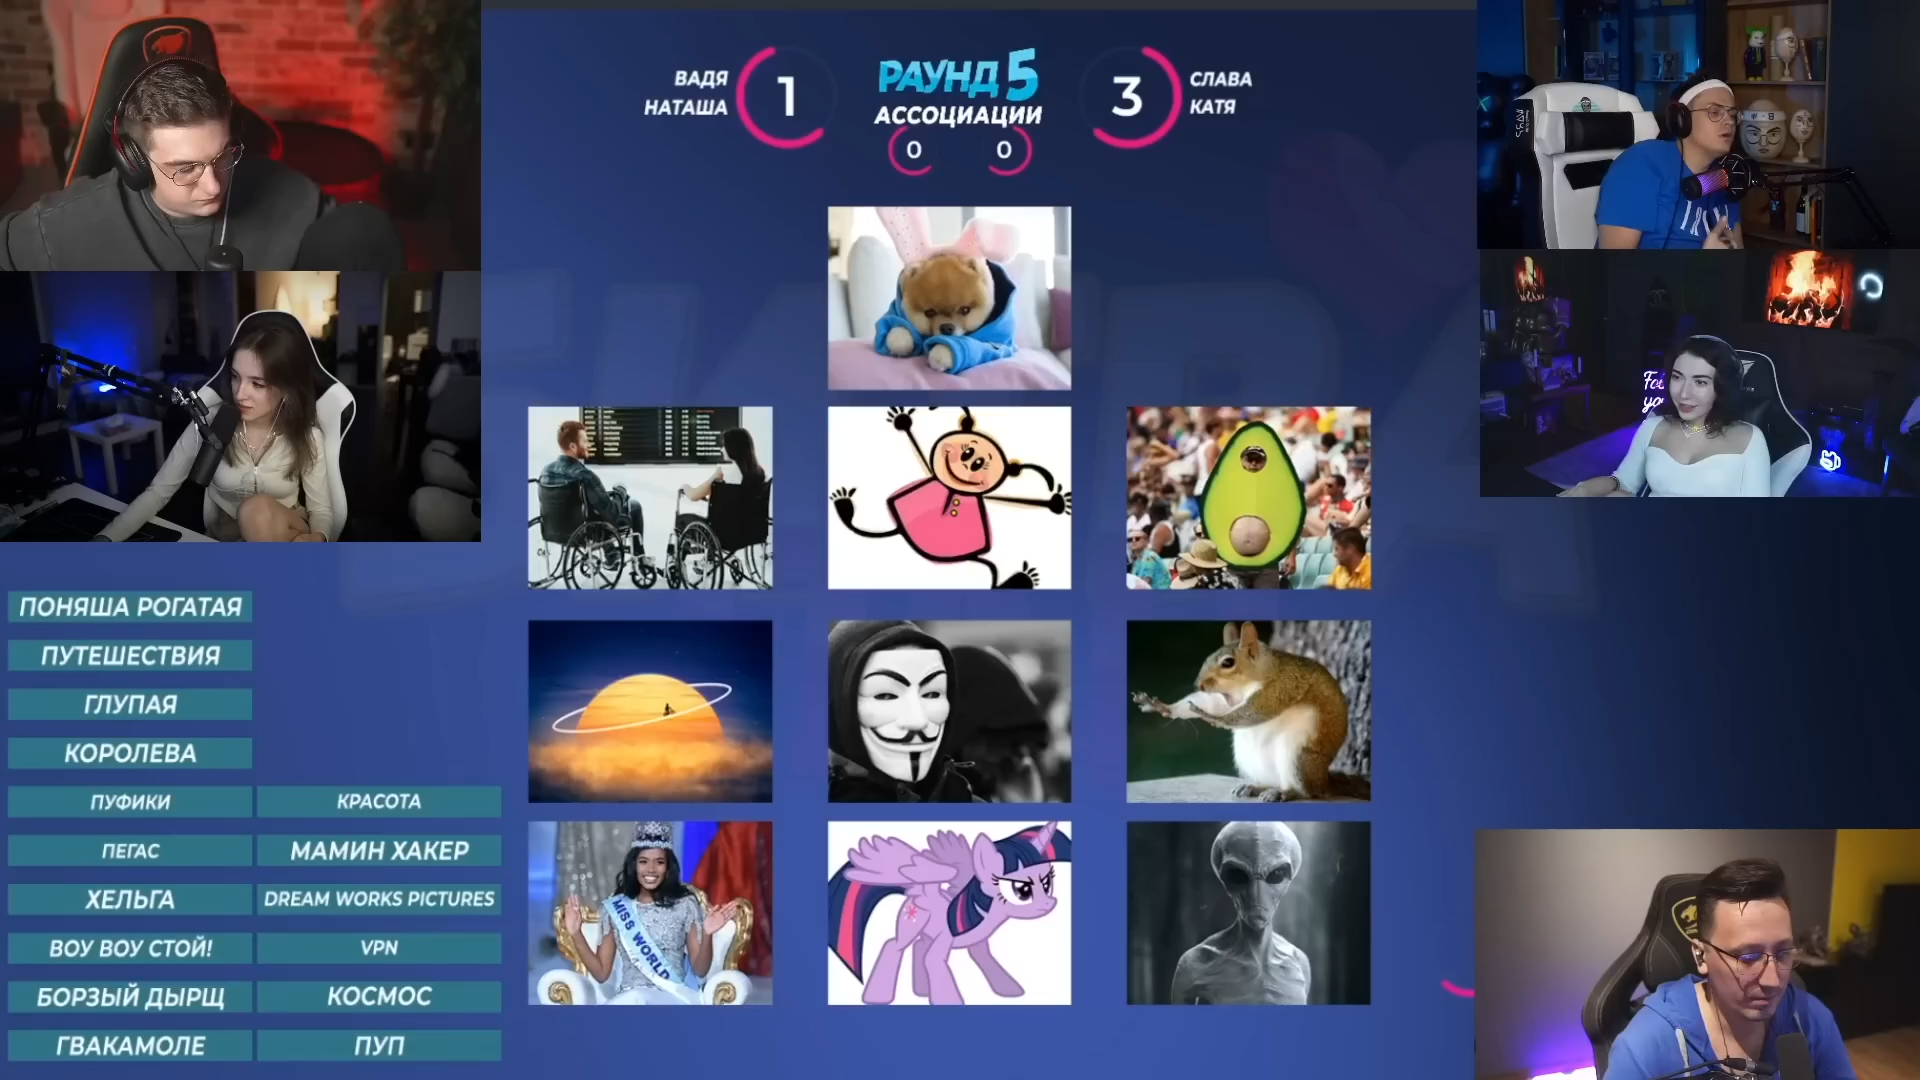 ВАДЯ
НАТАША
1
РАУНД 5
АССОЦИАЦИИ
0
0
3
СЛАВА
КАТЯ
ПОНЯША РОГАТАЯ
ПУТЕШЕСТВИЯ
ГЛУПАЯ
КОРОЛЕВА
ПУФИКИ
КРАСОТА
ПЕГАС
МАМИН ХАКЕР
ХЕЛЬГА
DREAM WORKS PICTURES
ВОУ ВОУ СТОЙ!
VPN
БОРЗЫЙ ДЫРЩ
КОСМОС
ГВАКАМОЛЕ
ПУП
MISS WORLD